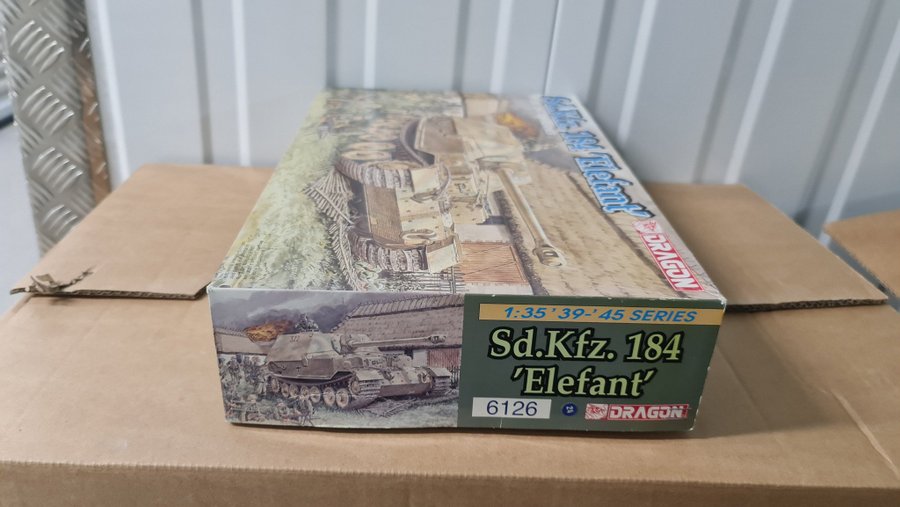 Sd.Kfz. 184 'Elefant'
DRAGON
1:35 '39-'45 SERIES
Sd.Kfz. 184
'Elefant'
6126
DRAGON